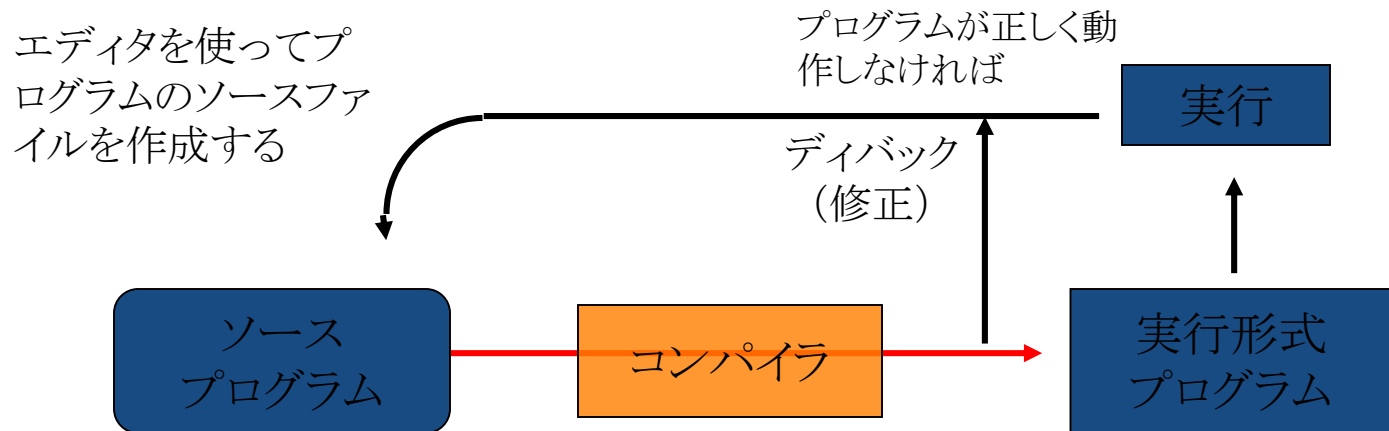 エディタを使ってプ
ログラムのソースファ
イルを作成する
プログラムが正しく動
作しなければ
実行
ディバック
（修正）
ソース
プログラム
コンパイラ
実行形式
プログラム